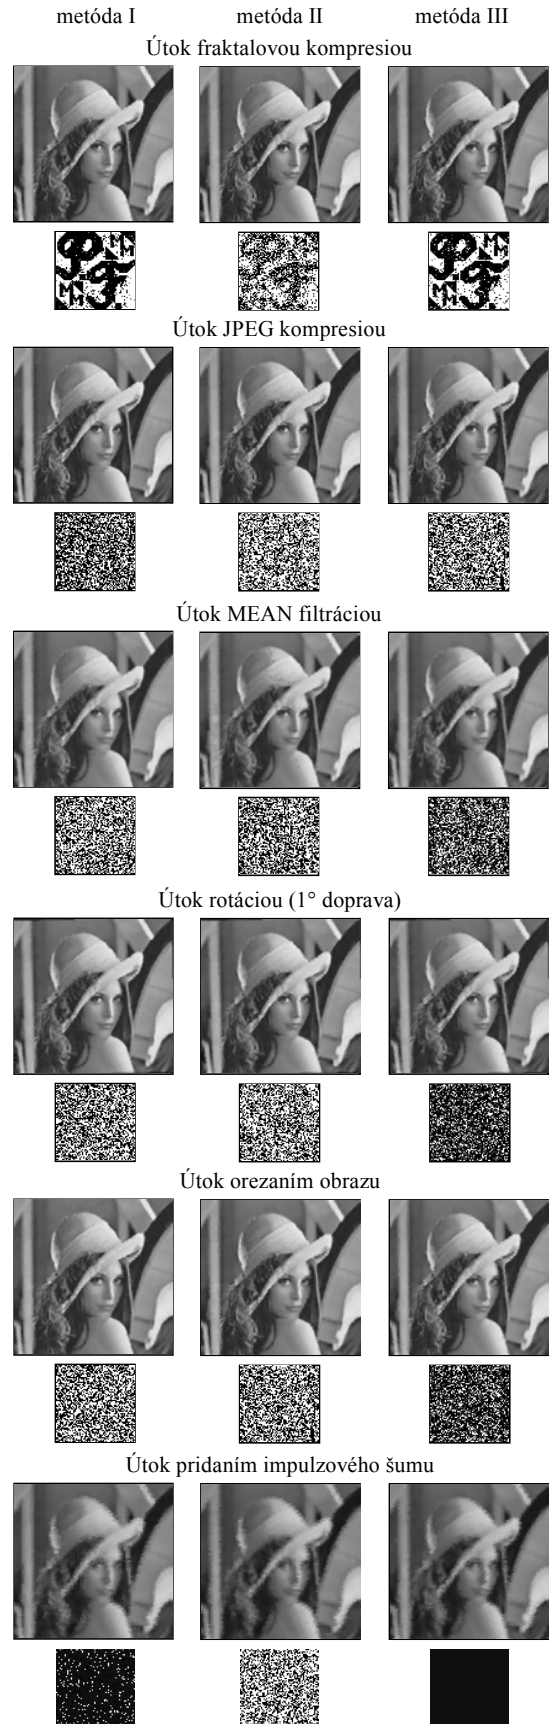 metóda I metóda II metóda III
Útok fraktalovou kompresiou
Útok JPEG kompresiou
Útok MEAN filtráciou
Útok rotáciou (1° doprava)
Útok orezaním obrazu
Útok pridaním impulzového šumu